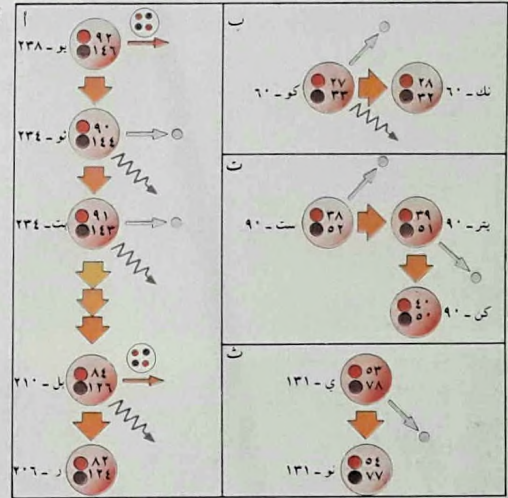 أ
يو ـ ٢٣٨
٩٢
١٤٦
نو ـ ٢٣٤
٩٠
١٤٤
بت ـ ٢٣٤
٩١
١٤٣
بل ـ ٢١٠
٨٤
١٢٦
ر ـ ٢٠٦
٨٢
١٢٤
ب
كو ـ ٦٠
٢٧
٣٣
نك ـ ٦٠
٢٨
٣٢
ت
ست ـ ٩٠
٣٨
٥٢
يتر ـ ٩٠
٣٩
٥١
كن ـ ٩٠
٤٠
٥٠
ث
ي ـ ١٣١
٥٣
٧٨
نو ـ ١٣١
٥٤
٧٧